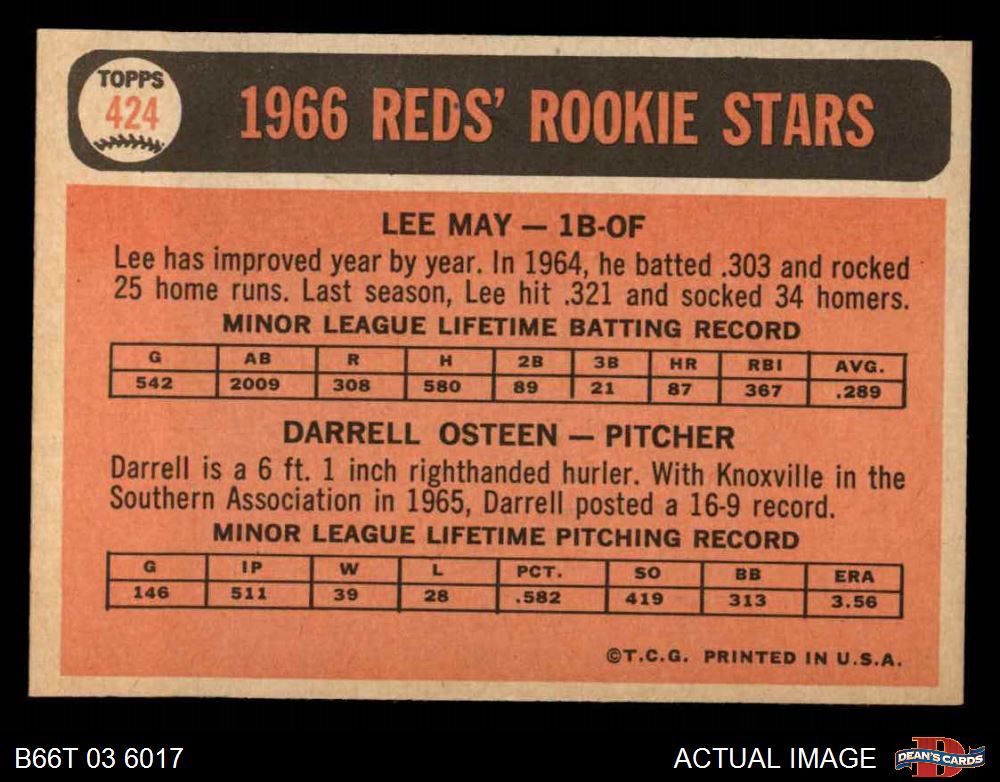 TOPPS
424
1966 REDS' ROOKIE STARS
LEE MAY — 1B-OF
Lee has improved year by year. In 1964, he batted .303 and rocked
25 home runs. Last season, Lee hit .321 and socked 34 homers.
MINOR LEAGUE LIFETIME BATTING RECORD
G AB R H 2B 3B HR RBI AVG.
542 2009 308 580 89 21 87 367 .289
DARRELL OSTEEN — PITCHER
Darrell is a 6 ft. 1 inch righthanded hurler. With Knoxville in the
Southern Association in 1965, Darrell posted a 16-9 record.
MINOR LEAGUE LIFETIME PITCHING RECORD
G IP W L PCT. SO BB ERA
146 511 39 28 .582 419 313 3.56
©T.C.G. PRINTED IN U.S.A.
B66T 03 6017
ACTUAL IMAGE
D
DEAN'S CARDS